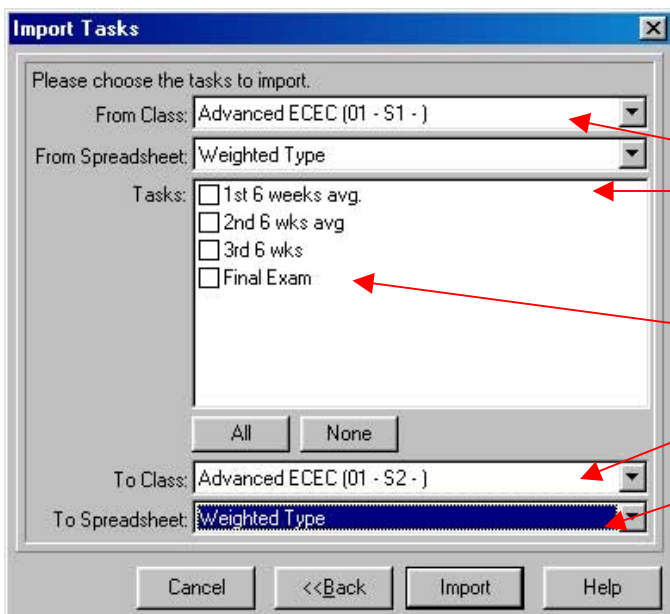 Import Tasks
Please choose the tasks to import.
From Class: Advanced ECEC (01 - S1 - )
From Spreadsheet: Weighted Type
Tasks: 1st 6 weeks avg.
2nd 6 wks avg
3rd 6 wks
Final Exam
All None
To Class: Advanced ECEC (01 - S2 - )
To Spreadsheet: Weighted Type
Cancel <<Back Import Help